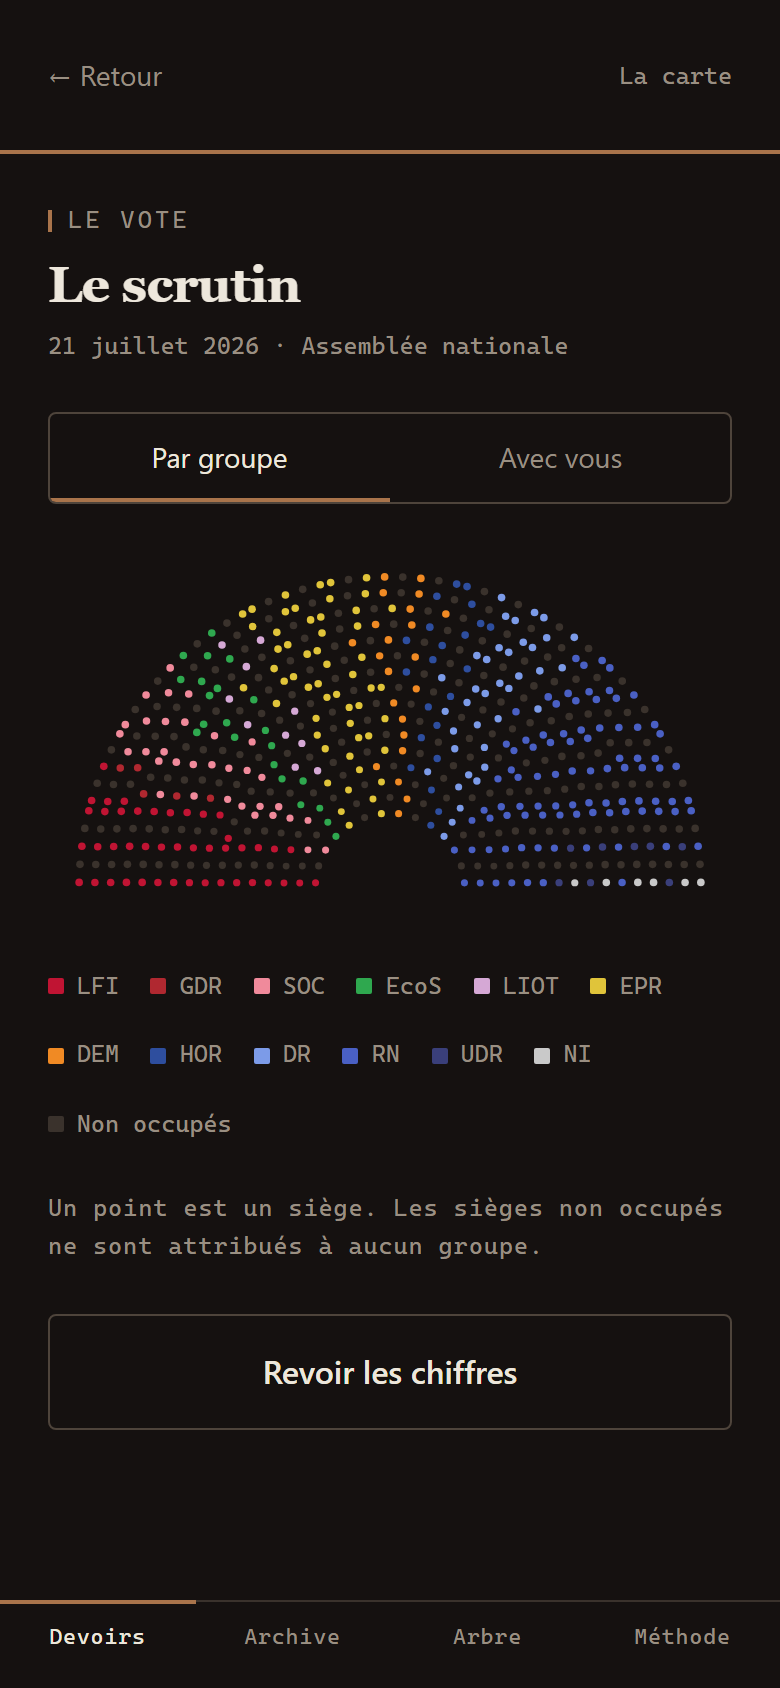 ← Retour
La carte
LE VOTE
Le scrutin
21 juillet 2026 · Assemblée nationale
Par groupe
Avec vous
LFI GDR SOC EcoS LIOT EPR
DEM HOR DR RN UDR NI
Non occupés
Un point est un siège. Les sièges non occupés
ne sont attribués à aucun groupe.
Revoir les chiffres
Devoirs Archive Arbre Méthode